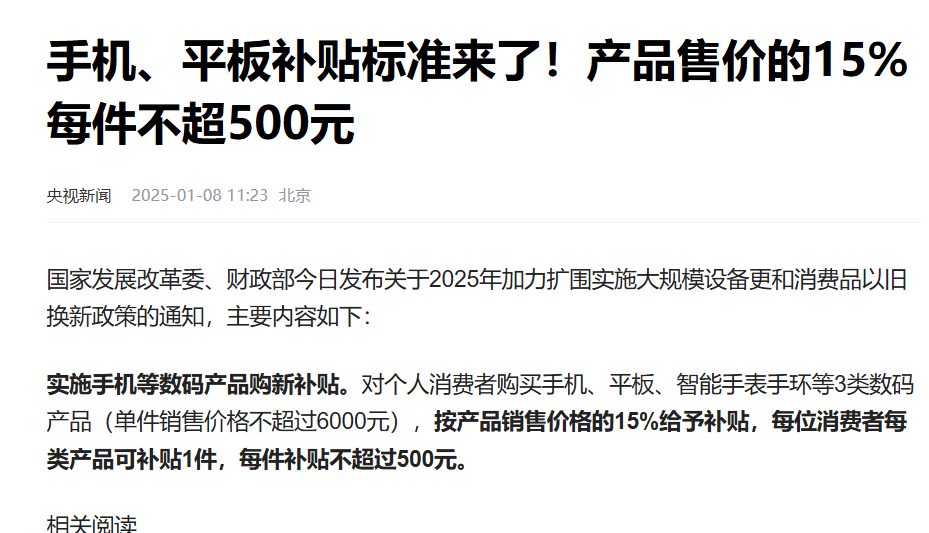 手机、平板补贴标准来了！产品售价的15%
每件不超500元
央视新闻 2025-01-08 11:23 北京
国家发展改革委、财政部今日发布关于2025年加力扩围实施大规模设备更和消费品以旧
换新政策的通知，主要内容如下：
实施手机等数码产品购新补贴。对个人消费者购买手机、平板、智能手表手环等3类数码
产品（单件销售价格不超过6000元），按产品销售价格的15%给予补贴，每位消费者每
类产品可补贴1件，每件补贴不超过500元。
相关阅读